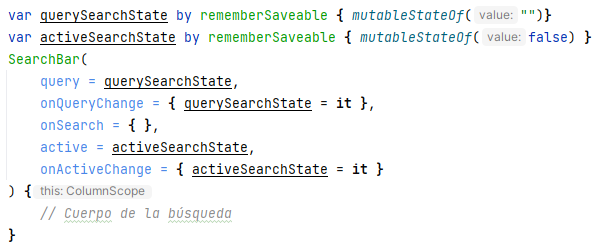 var querySearchState by rememberSaveable { mutableStateOf( value: "")}
var activeSearchState by rememberSaveable { mutableStateOf( value: false) }
SearchBar(
    query = querySearchState,
    onQueryChange = { querySearchState = it },
    onSearch = { },
    active = activeSearchState,
    onActiveChange = { activeSearchState = it }
) { this: ColumnScope
    // Cuerpo de la búsqueda
}